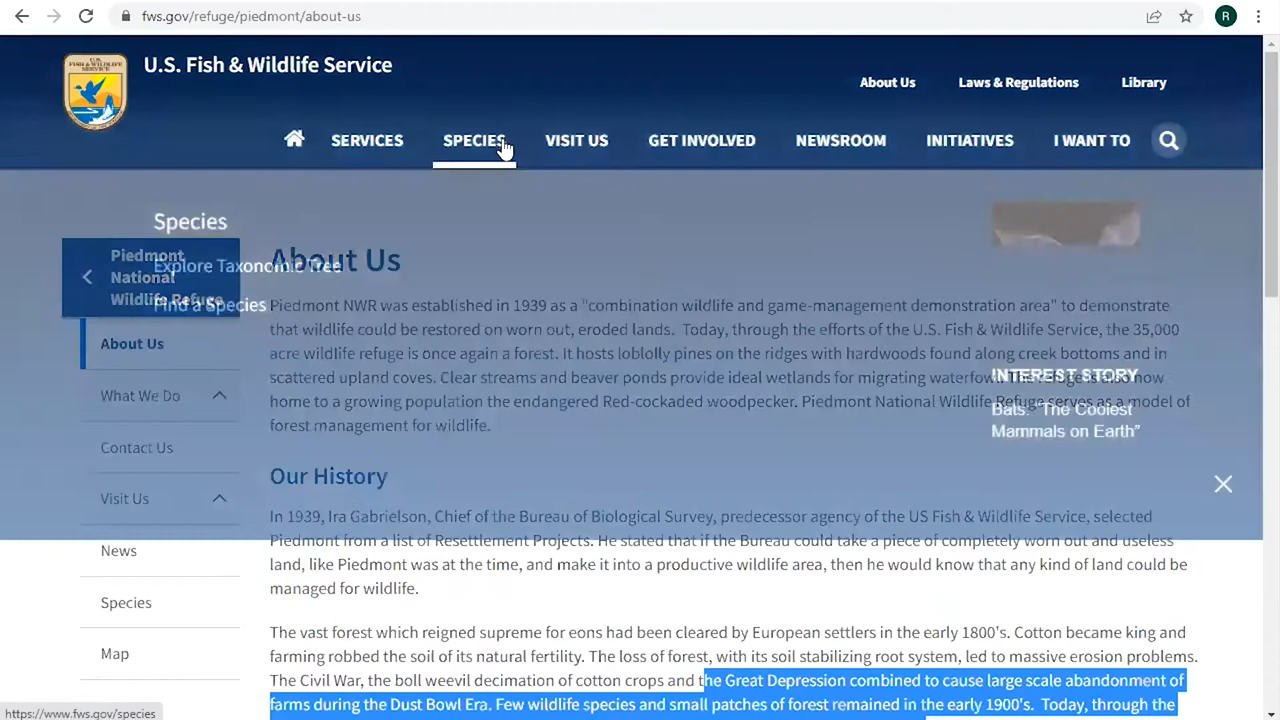 fws.gov/refuge/piedmont/about-us
R
U.S. FISH & WILDLIFE SERVICE
U.S. Fish & Wildlife Service
About Us
Laws & Regulations
Library
SERVICES
SPECIES
VISIT US
GET INVOLVED
NEWSROOM
INITIATIVES
I WANT TO
Species
Explore Taxonomic Tree
Find a Species
INTEREST STORY
Bats: "The Coolest
Mammals on Earth"
Piedmont
National
Wildlife Refuge
About Us
What We Do
Contact Us
Visit Us
News
Species
Map
About Us
Piedmont NWR was established in 1939 as a "combination wildlife and game-management demonstration area" to demonstrate
that wildlife could be restored on worn out, eroded lands. Today, through the efforts of the U.S. Fish & Wildlife Service, the 35,000
acre wildlife refuge is once again a forest. It hosts loblolly pines on the ridges with hardwoods found along creek bottoms and in
scattered upland coves. Clear streams and beaver ponds provide ideal wetlands for migrating waterfowl. The refuge is also now
home to a growing population the endangered Red-cockaded woodpecker. Piedmont National Wildlife Refuge serves as a model of
forest management for wildlife.
Our History
In 1939, Ira Gabrielson, Chief of the Bureau of Biological Survey, predecessor agency of the US Fish & Wildlife Service, selected
Piedmont from a list of Resettlement Projects. He stated that if the Bureau could take a piece of completely worn out and useless
land, like Piedmont was at the time, and make it into a productive wildlife area, then he would know that any kind of land could be
managed for wildlife.
The vast forest which reigned supreme for eons had been cleared by European settlers in the early 1800's. Cotton became king and
farming robbed the soil of its natural fertility. The loss of forest, with its soil stabilizing root system, led to massive erosion problems.
The Civil War, the boll weevil decimation of cotton crops and the Great Depression combined to cause large scale abandonment of
farms during the Dust Bowl Era. Few wildlife species and small patches of forest remained in the early 1900's. Today, through the
https://www.fws.gov/species